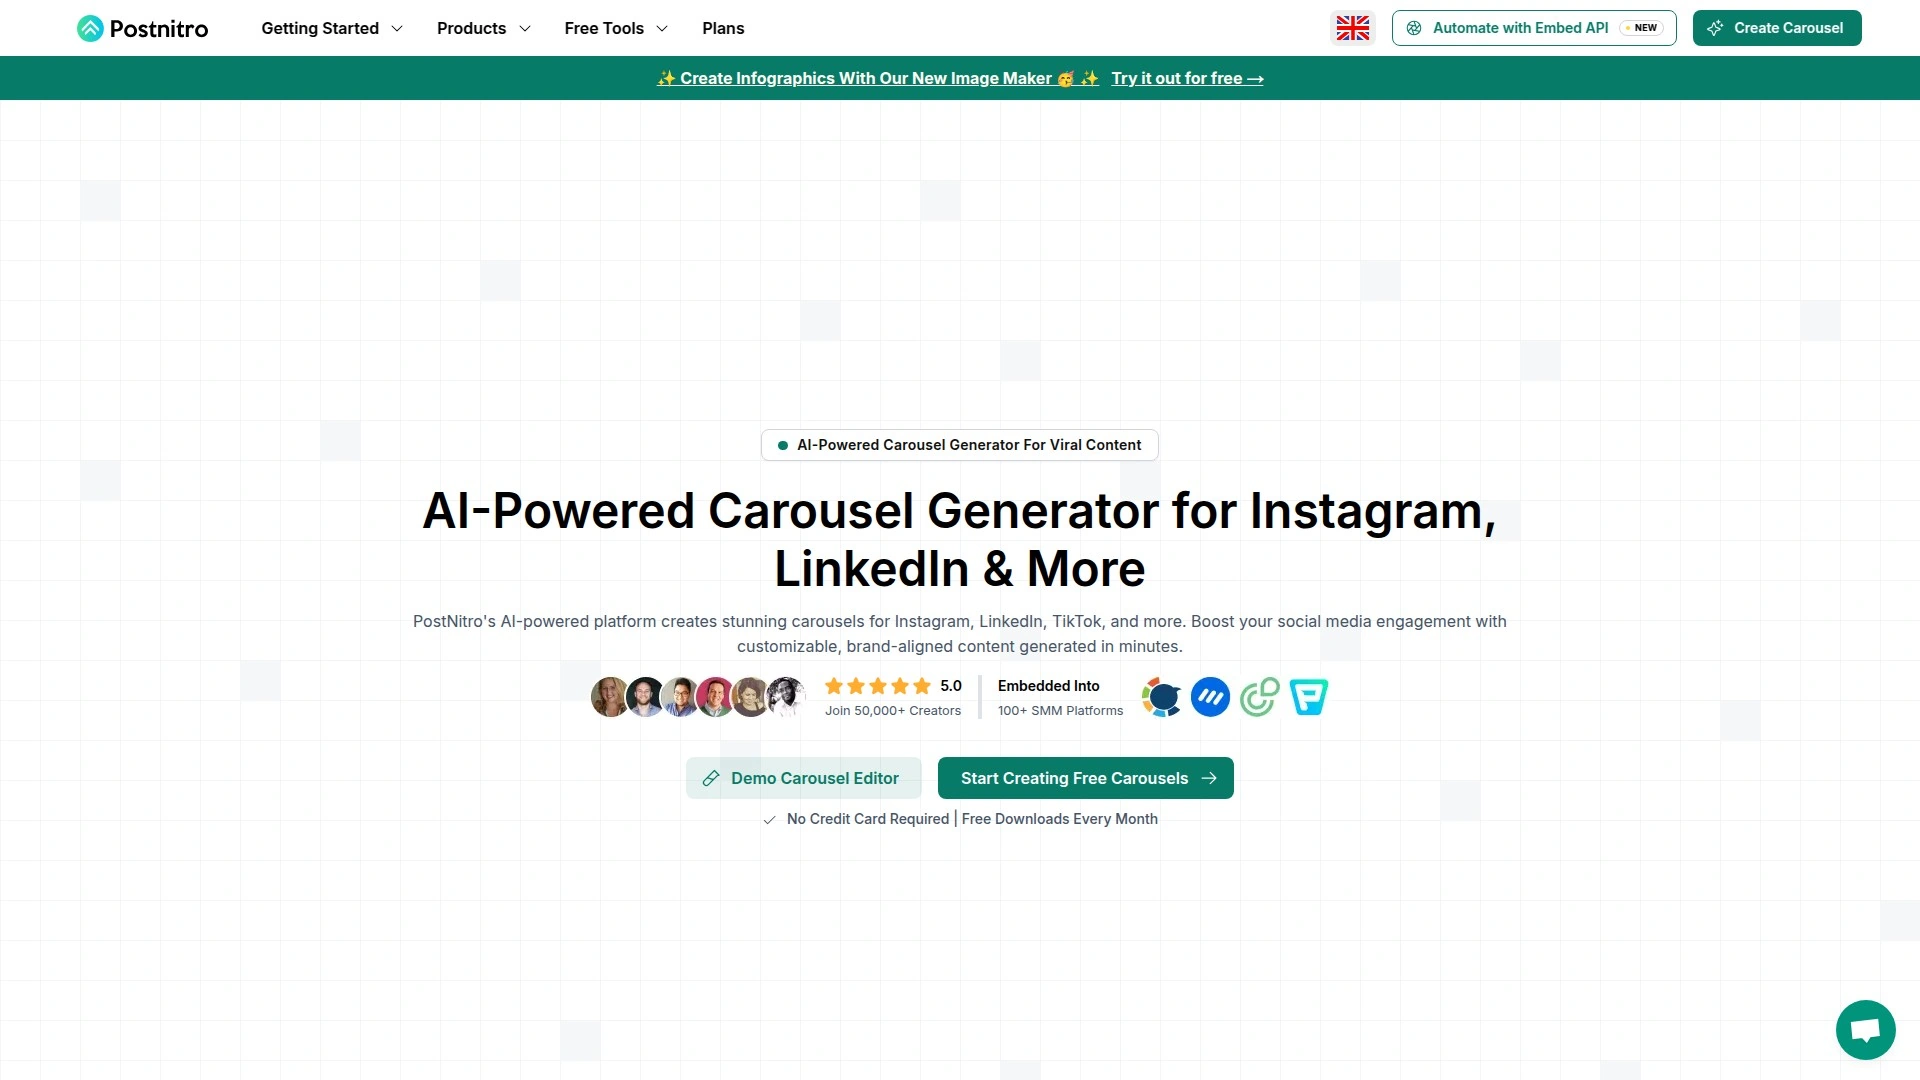 Postnitro
Getting Started
Products
Free Tools
Plans
Automate with Embed API
NEW
Create Carousel
✨ Create Infographics With Our New Image Maker 🥳 ✨ Try it out for free →
AI-Powered Carousel Generator For Viral Content
AI-Powered Carousel Generator for Instagram,
LinkedIn & More
PostNitro's AI-powered platform creates stunning carousels for Instagram, LinkedIn, TikTok, and more. Boost your social media engagement with
customizable, brand-aligned content generated in minutes.
5.0
Join 50,000+ Creators
Embedded Into
100+ SMM Platforms
Demo Carousel Editor
Start Creating Free Carousels
No Credit Card Required | Free Downloads Every Month